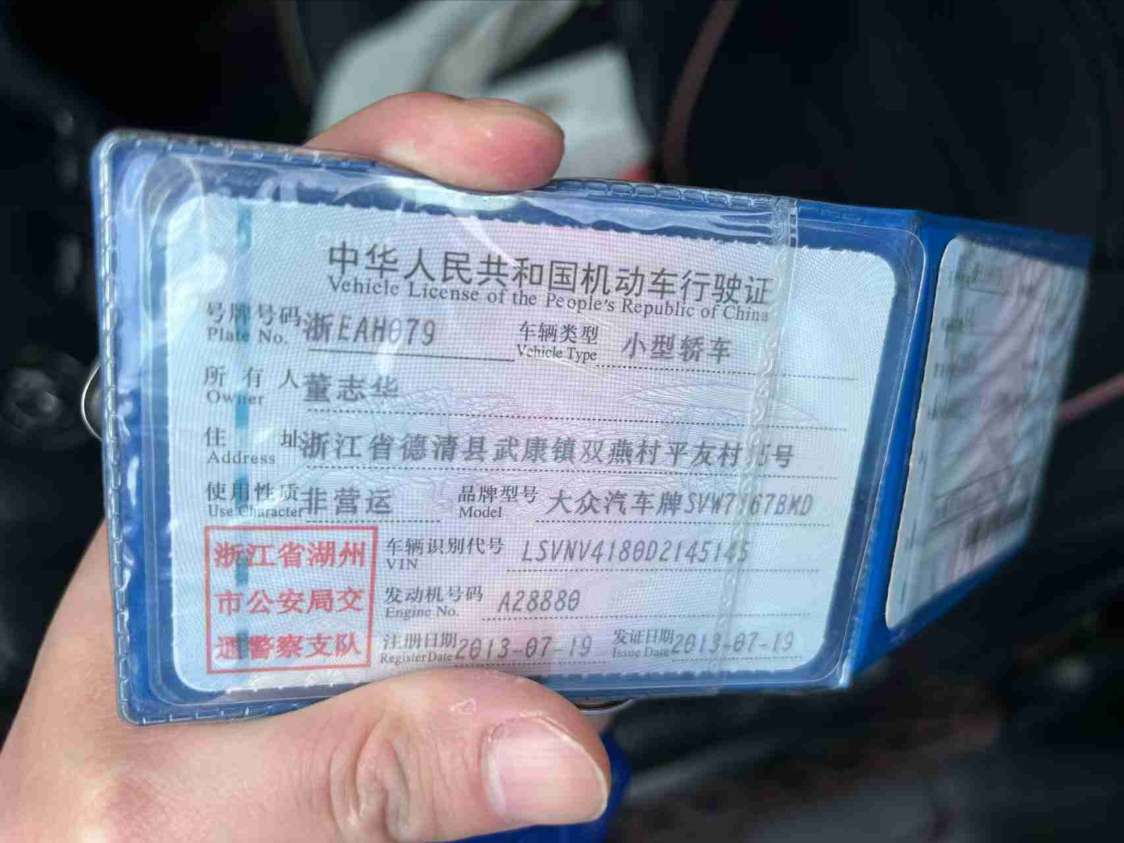 中华人民共和国机动车行驶证
Vehicle License of the People's Republic of China
号牌号码 浙EAH079 车辆类型 小型轿车
Plate No. Vehicle Type
所有人 董志华
Owner
住址 浙江省德清县武康镇双燕村平友村 5号
Address
使用性质 非营运 品牌型号 大众汽车牌
Use Character Model
浙江省湖州
市公安局交
通警察支队
车辆识别代号 LSVNV4180D2145145
VIN
发动机号码 A28880
Engine No.
注册日期 2013-07-19 发证日期 2013-07-19
Register Date Issue Date